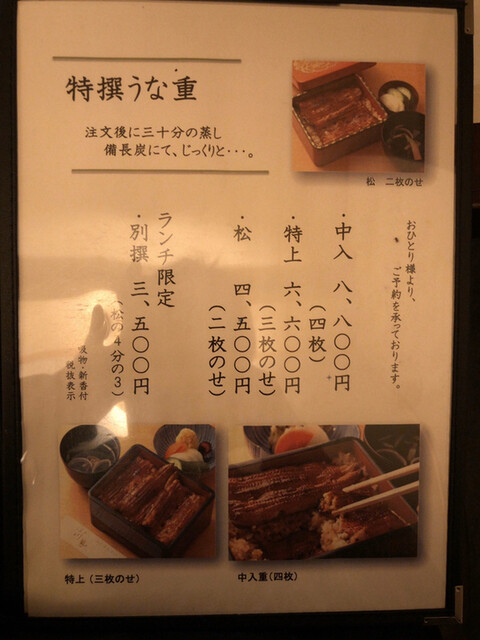 特撰うな重
注文後に三十分の蒸し
備長炭にて、じっくりと・・・。
松 二枚のせ
おひとり様より、
ご予約を承っております。
・中入 八、八〇〇円
（四枚）
・特上 六、六〇〇円
（三枚のせ）
・松 四、五〇〇円
（二枚のせ）
ランチ限定
・別撰 三、五〇〇円
（松の4分の3）
吸物・新香付
税抜表示
特上（三枚のせ）
中入重（四枚）